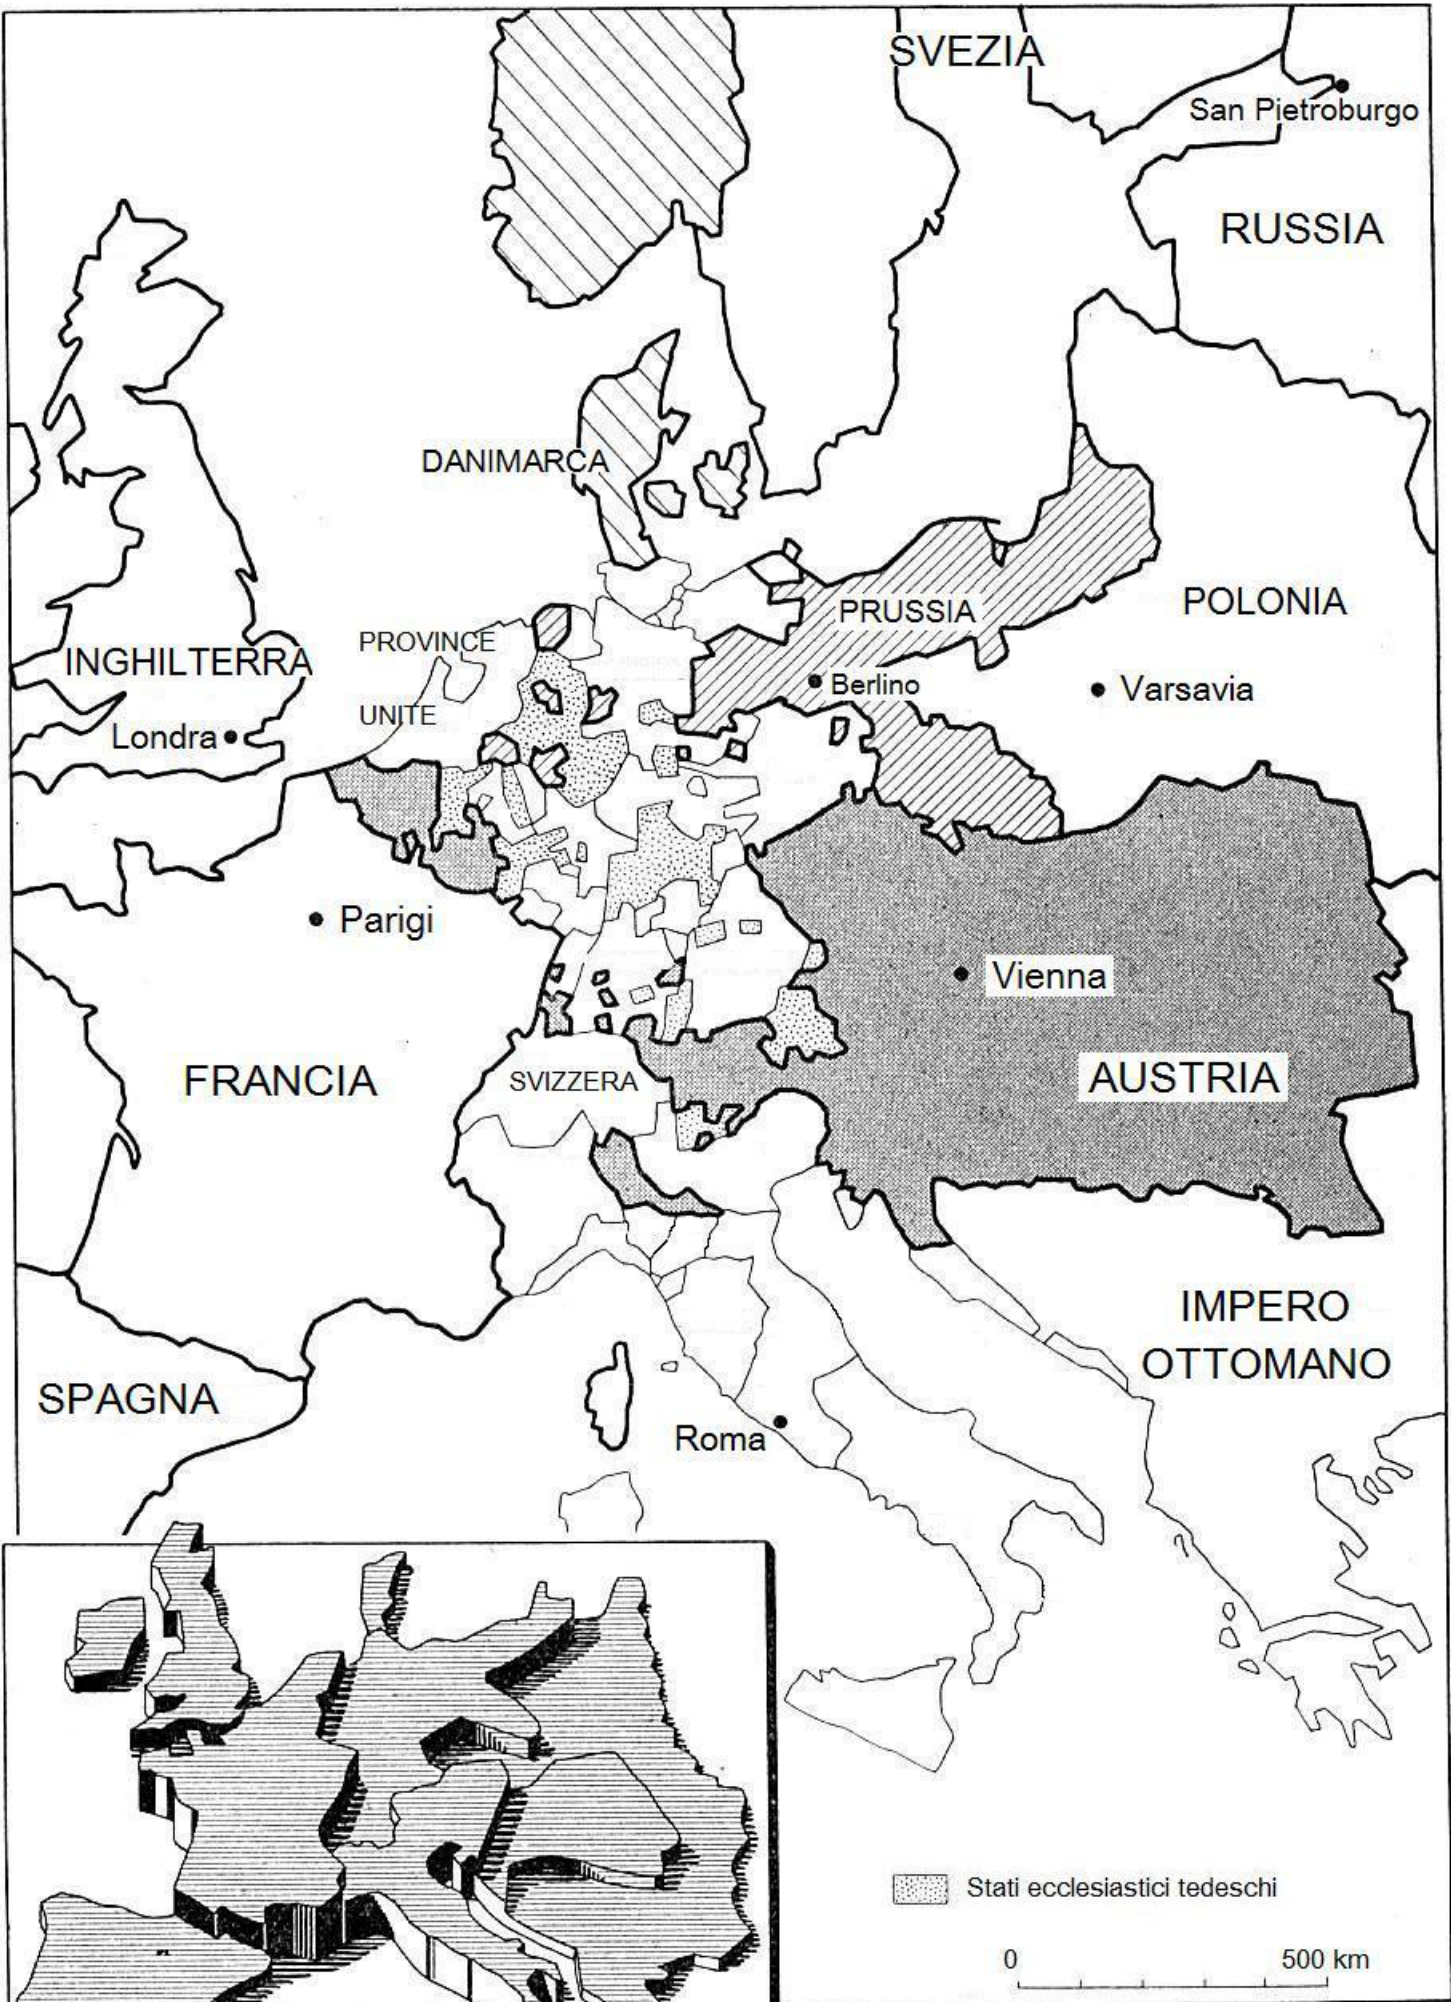 SVEZIA
San Pietroburgo
RUSSIA
DANIMARCA
PRUSSIA
POLONIA
PROVINCE
UNITE
INGHILTERRA
Berlino
Varsavia
Londra
Parigi
Vienna
FRANCIA
SVIZZERA
AUSTRIA
IMPERO
OTTOMANO
SPAGNA
Roma
Stati ecclesiastici tedeschi
0 500 km